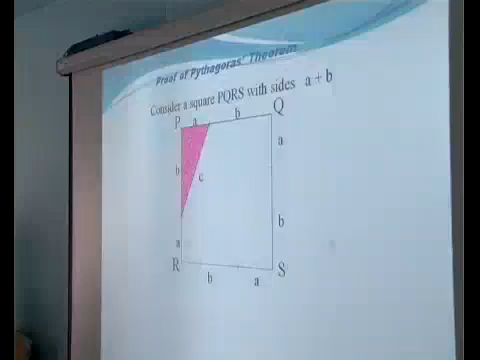 Proof of Pythagoras' Theorem
Consider a square PQRS with sides a + b
P a b Q
a
b c
b
a
R S
b a